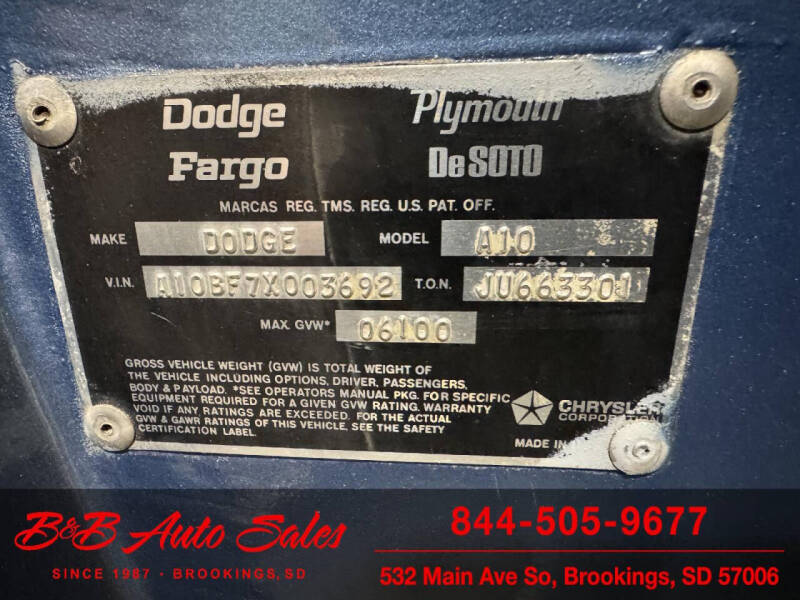 Dodge Plymouth
Fargo De SOTO
MARCAS REG. TMS. REG. U.S. PAT. OFF.
MAKE DODGE MODEL A10
V.I.N. A10BF7X003692 T.O.N. JU663301
MAX. GVW* 06100
GROSS VEHICLE WEIGHT (GVW) IS TOTAL WEIGHT OF
THE VEHICLE INCLUDING OPTIONS, DRIVER, PASSENGERS,
BODY & PAYLOAD. *SEE OPERATORS MANUAL PKG. FOR SPECIFIC
EQUIPMENT REQUIRED FOR A GIVEN GVW RATING. WARRANTY
VOID IF ANY RATINGS ARE EXCEEDED. FOR THE ACTUAL
GVW & GAWR RATINGS OF THIS VEHICLE, SEE THE SAFETY
CERTIFICATION LABEL.
CHRYSLER
CORPORATION
MADE IN
B&B Auto Sales
SINCE 1987 • BROOKINGS, SD
844-505-9677
532 Main Ave So, Brookings, SD 57006